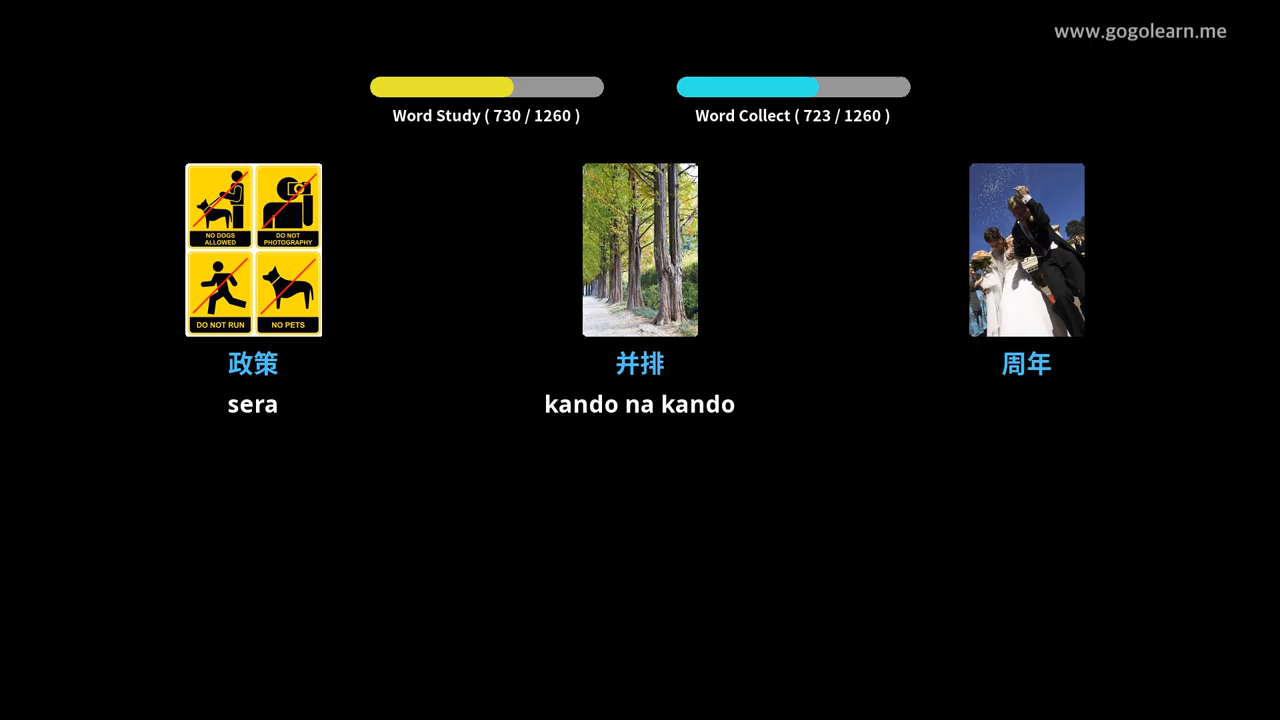 www.gogolearn.me
Word Study ( 730 / 1260 )
Word Collect ( 723 / 1260 )
NO DOGS
ALLOWED
DO NOT
PHOTOGRAPHY
DO NOT RUN
NO PETS
政策
并排
周年
sera
kando na kando